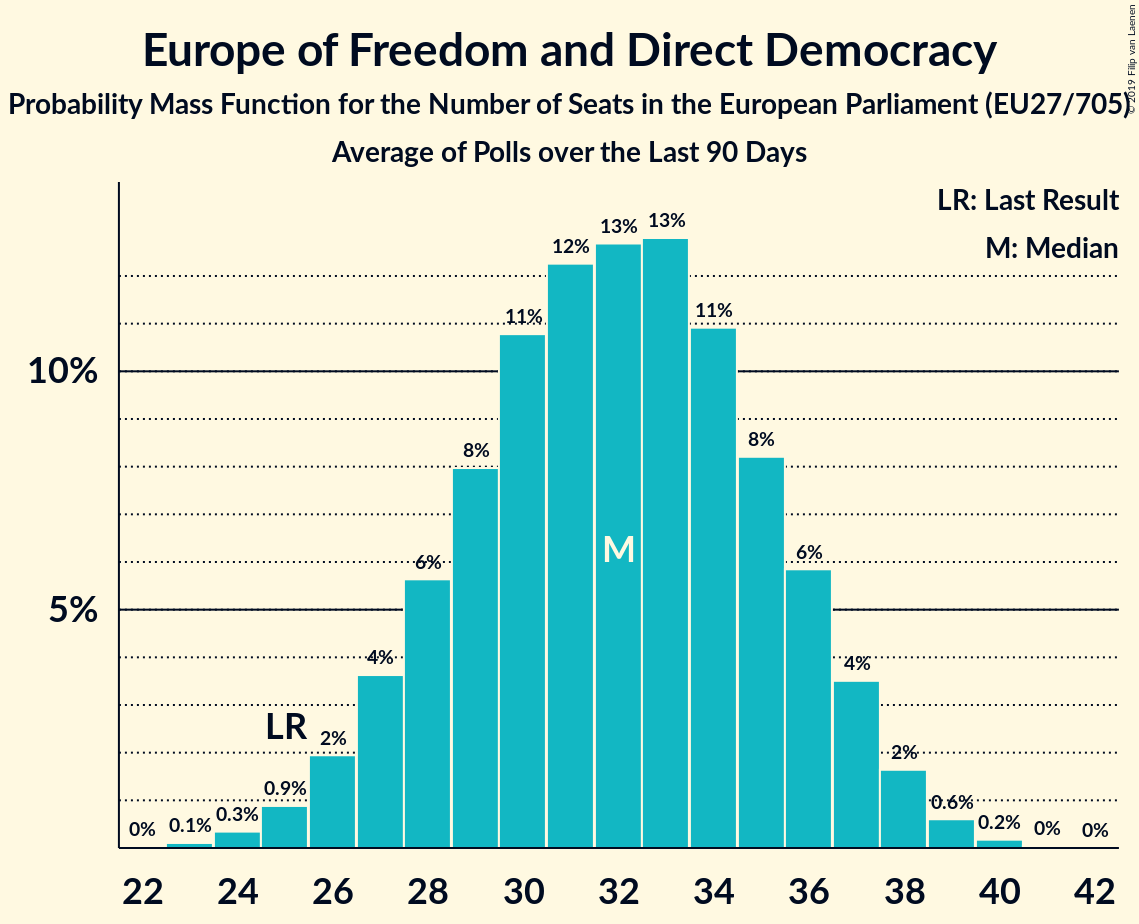 Europe of Freedom and Direct Democracy
Probability Mass Function for the Number of Seats in the European Parliament (EU27/705)
Average of Polls over the Last 90 Days
© 2019 Filip van Laenen
LR: Last Result
M: Median
13%
13%
12%
11%
11%
10%
8%
8%
M
6%
6%
5%
4%
4%
LR
2%
2%
0.9%
0.6%
0.3%
0.2%
0.1%
0%
0%
0%
22 24 26 28 30 32 34 36 38 40 42